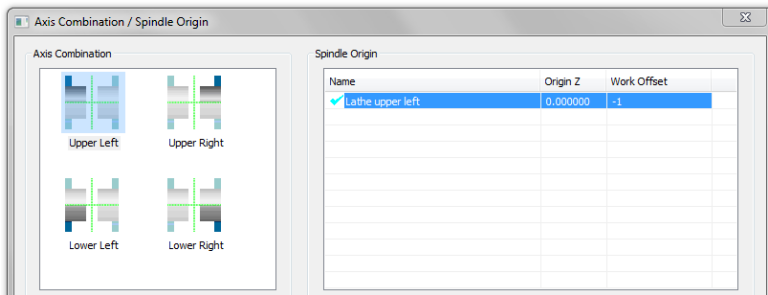 Axis Combination / Spindle Origin
Axis Combination
Upper Left
Upper Right
Lower Left
Lower Right
Spindle Origin
Name Origin Z Work Offset
Lathe upper left 0.000000 -1